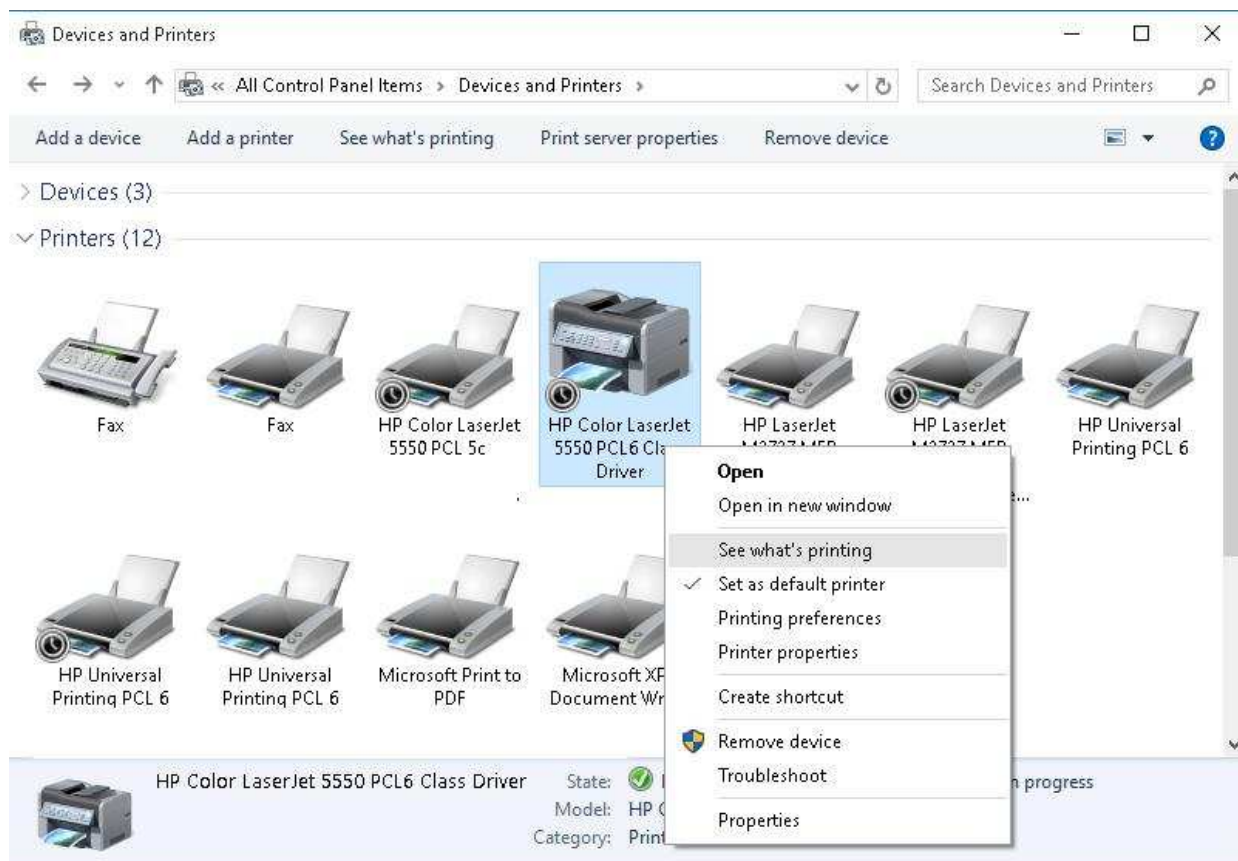 Devices and Printers
« All Control Panel Items › Devices and Printers ›
Search Devices and Printers
Add a device Add a printer See what's printing Print server properties Remove device
Devices (3)
Printers (12)
Fax
Fax
HP Color LaserJet
5550 PCL 5c
HP Color LaserJet
5550 PCL6
Driver
HP LaserJet
HP LaserJet
HP Universal
Printing PCL 6
Open
Open in new window
See what's printing
Set as default printer
Printing preferences
Printer properties
Create shortcut
Remove device
Troubleshoot
Properties
HP Universal
Printing PCL 6
HP Universal
Printing PCL 6
Microsoft Print to
PDF
Microsoft
Document
HP Color LaserJet 5550 PCL6 Class Driver
State:
progress
Model: HP
Category: